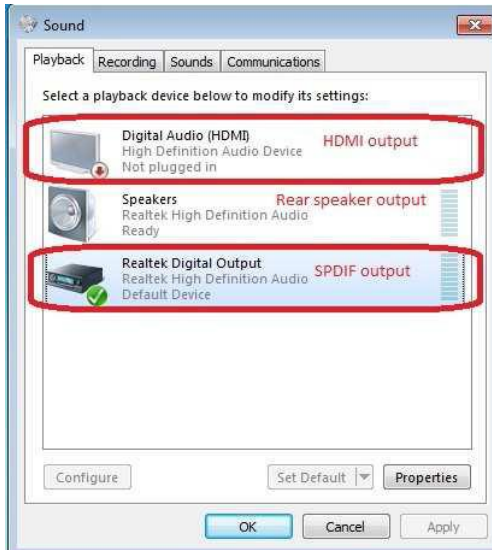 Sound
Playback Recording Sounds Communications
Select a playback device below to modify its settings:
Digital Audio (HDMI)
High Definition Audio Device
Not plugged in
HDMI output
Speakers
Realtek High Definition Audio
Ready
Rear speaker output
Realtek Digital Output
Realtek High Definition Audio
Default Device
SPDIF output
Configure Set Default Properties
OK Cancel Apply